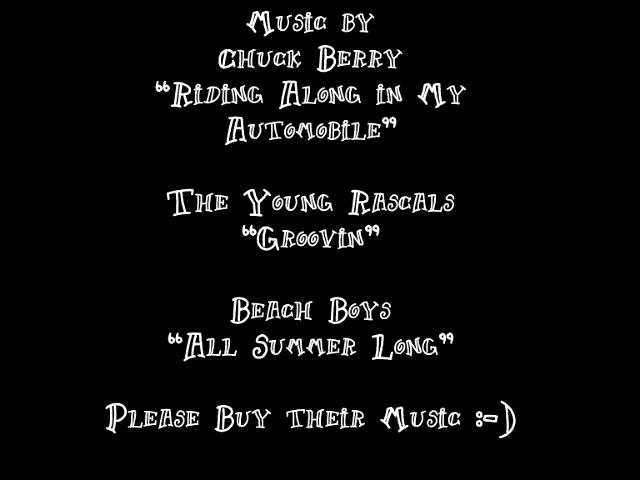 Music by
Chuck Berry
“Riding Along in My
Automobile”
The Young Rascals
“Groovin”
Beach Boys
“All Summer Long”
Please Buy their Music :-)